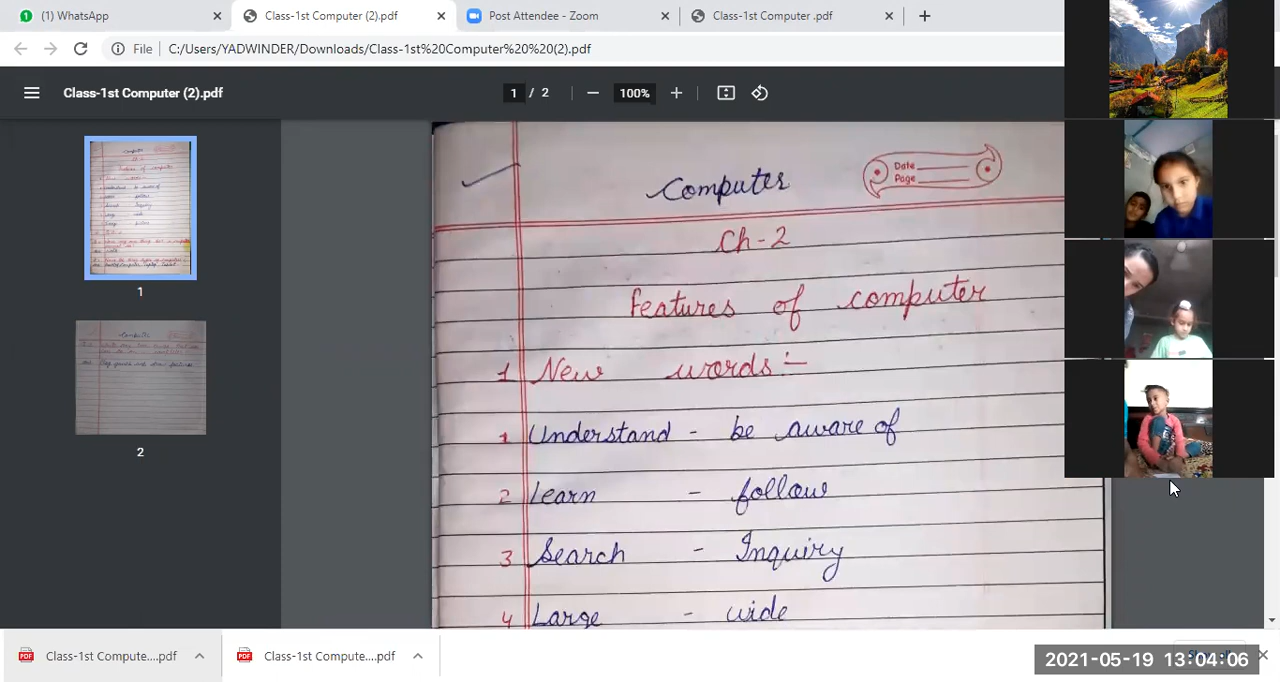 (1) WhatsApp
Class-1st Computer (2).pdf
Post Attendee - Zoom
Class-1st Computer .pdf
File
C:/Users/YADWINDER/Downloads/Class-1st%20Computer%20%20(2).pdf
Class-1st Computer (2).pdf
1 / 2
100%
Computer
Date
Page
Ch-2
Features of computer
1 New words:-
1 Understand - be aware of
2 Learn - follow
3 Search - Inquiry
4 Large - wide
1
2
Class-1st Compute....pdf
Class-1st Compute....pdf
2021-05-19 13:04:06